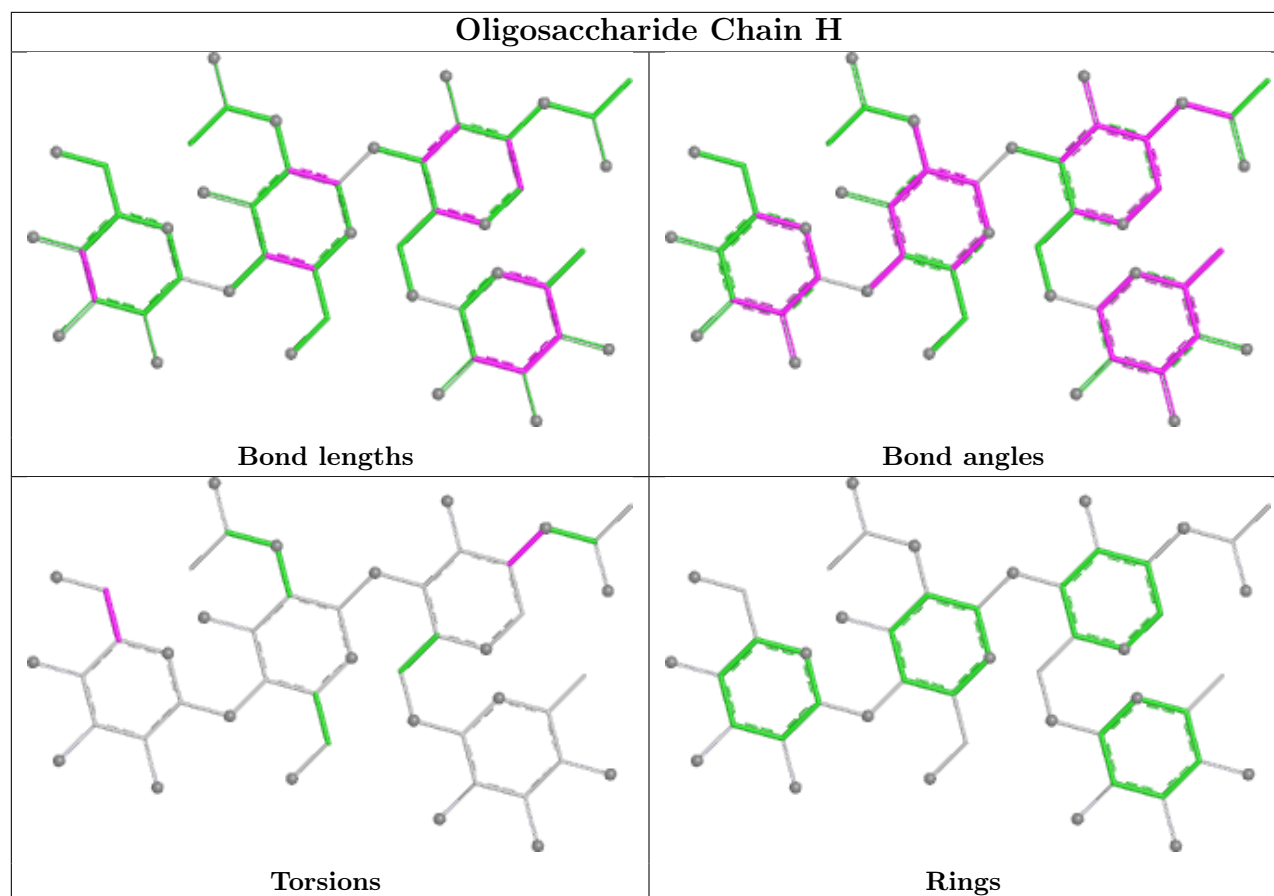 Oligosaccharide Chain H
Bond lengths
Bond angles
Torsions
Rings